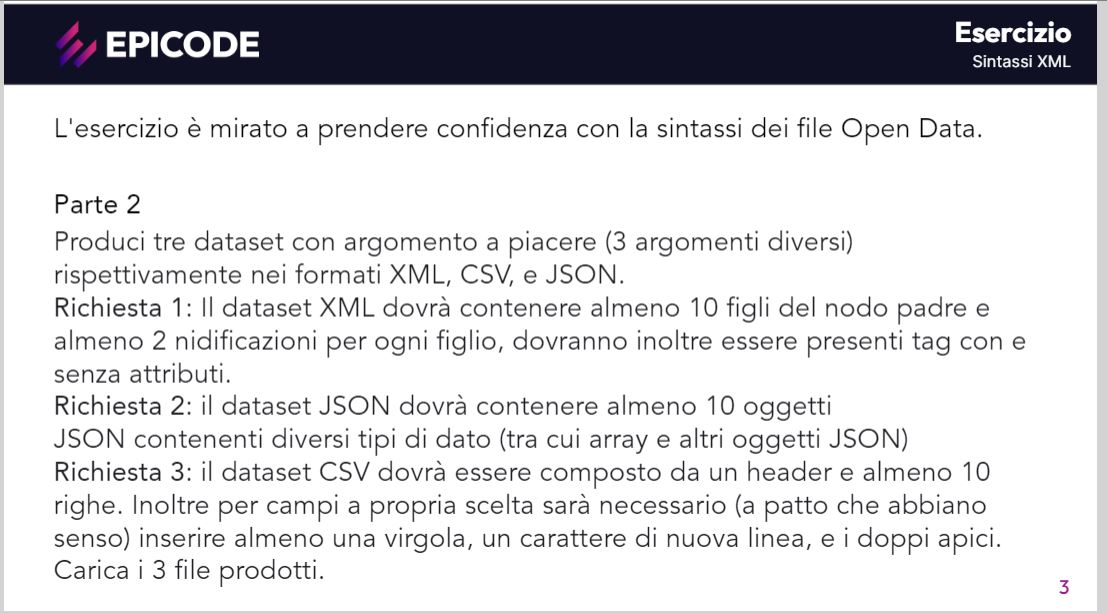 EPICODE
Esercizio
Sintassi XML
L'esercizio è mirato a prendere confidenza con la sintassi dei file Open Data.
Parte 2
Produci tre dataset con argomento a piacere (3 argomenti diversi)
rispettivamente nei formati XML, CSV, e JSON.
Richiesta 1: Il dataset XML dovrà contenere almeno 10 figli del nodo padre e
almeno 2 nidificazioni per ogni figlio, dovranno inoltre essere presenti tag con e
senza attributi.
Richiesta 2: il dataset JSON dovrà contenere almeno 10 oggetti
JSON contenenti diversi tipi di dato (tra cui array e altri oggetti JSON)
Richiesta 3: il dataset CSV dovrà essere composto da un header e almeno 10
righe. Inoltre per campi a propria scelta sarà necessario (a patto che abbiano
senso) inserire almeno una virgola, un carattere di nuova linea, e i doppi apici.
Carica i 3 file prodotti.
3